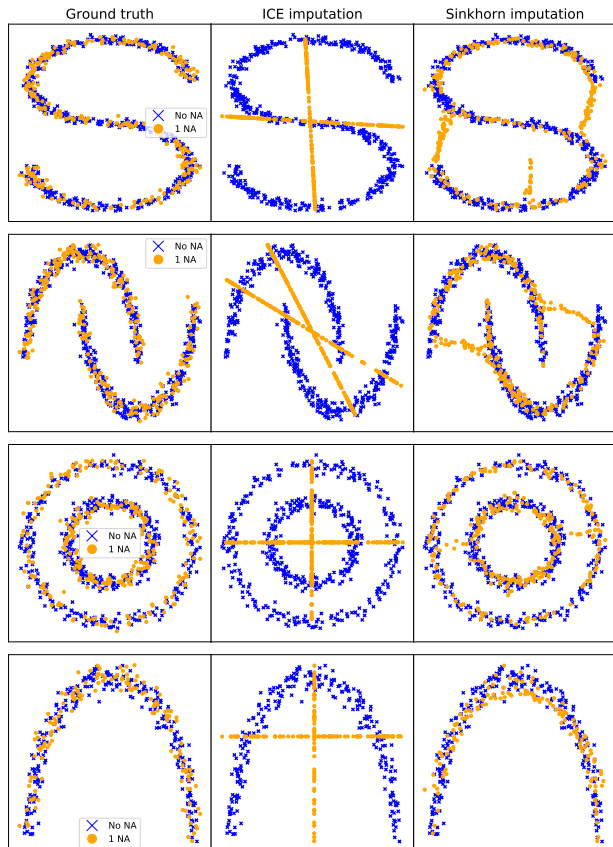 Ground truth
ICE imputation
Sinkhorn imputation
No NA
1 NA
No NA
1 NA
No NA
1 NA
No NA
1 NA